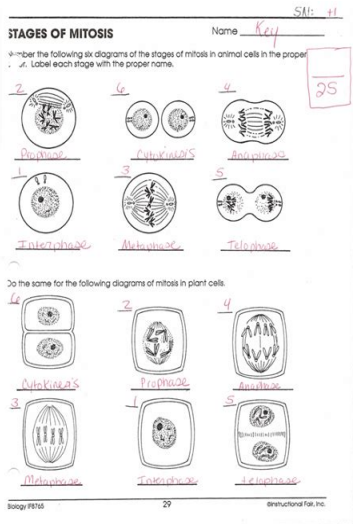 SN: +1
STAGES OF MITOSIS Name Key
the following six diagrams of the stages of mitosis in animal cells in the proper
Label each stage with the proper name.
25
2 6 4
Prophase Cytokinesis Anaphase
1 3 5
Interphase Metaphase Telophase
Do the same for the following diagrams of mitosis in plant cells.
6 2 4
Cytokinesis Prophase Anaphase
3 1 5
Metaphase Interphase telophase
Biology IF8765 29 ©Instructional Fair, Inc.